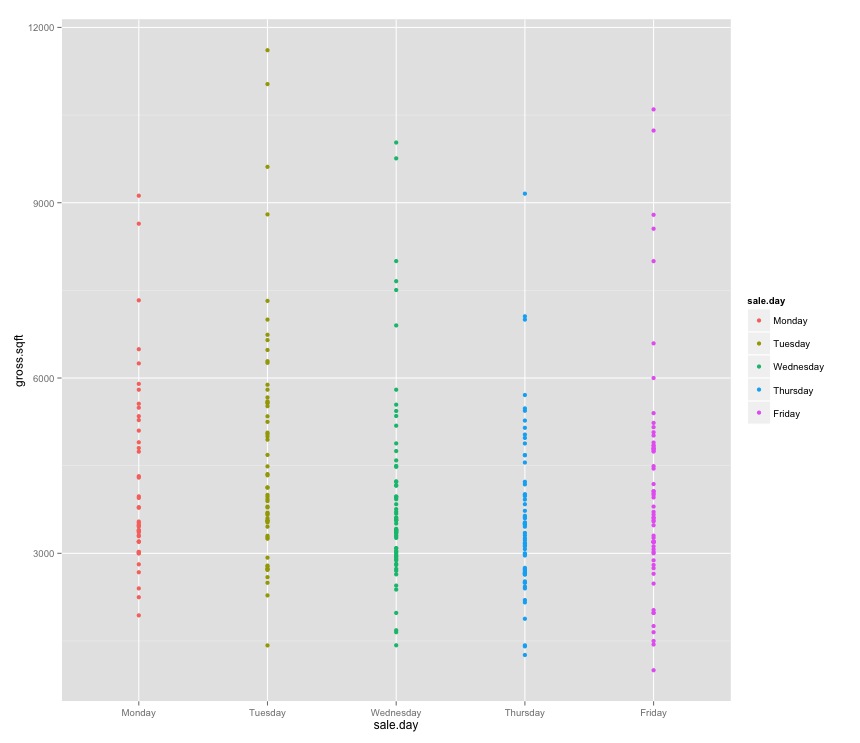 12000
9000
6000
3000
gross.sqft
Monday
Tuesday
Wednesday
Thursday
Friday
sale.day
sale.day
Monday
Tuesday
Wednesday
Thursday
Friday